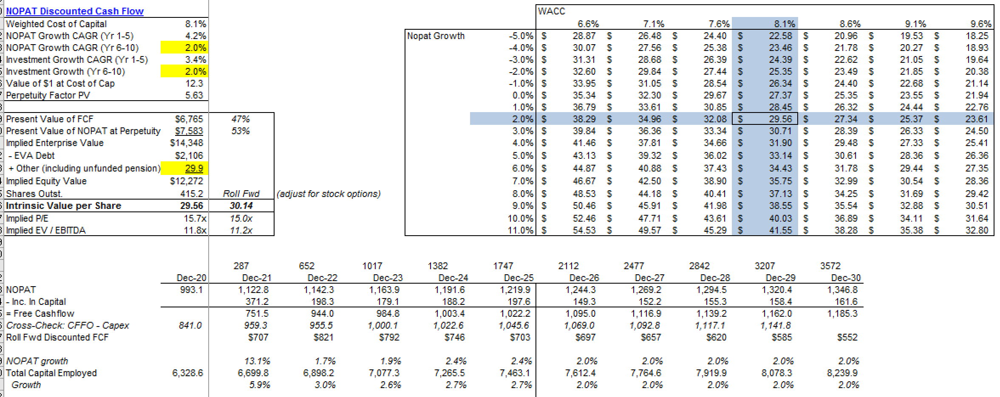 NOPAT Discounted Cash Flow WACC
Weighted Cost of Capital 8.1% 6.6% 7.1% 7.6% 8.1% 8.6% 9.1% 9.6%
NOPAT Growth CAGR (Yr 1-5) 4.2% Nopat Growth -5.0% $ 28.87 $ 26.48 $ 24.40 $ 22.58 $ 20.96 $ 19.53 $ 18.25
NOPAT Growth CAGR (Yr 6-10) 2.0% -4.0% $ 30.07 $ 27.56 $ 25.38 $ 23.46 $ 21.78 $ 20.27 $ 18.93
Investment Growth CAGR (Yr 1-5) 3.4% -3.0% $ 31.31 $ 28.68 $ 26.39 $ 24.39 $ 22.62 $ 21.05 $ 19.64
Investment Growth (Yr 6-10) 2.0% -2.0% $ 32.60 $ 29.84 $ 27.44 $ 25.35 $ 23.49 $ 21.85 $ 20.38
Value of $1 at Cost of Cap 12.3 -1.0% $ 33.95 $ 31.05 $ 28.54 $ 26.34 $ 24.40 $ 22.68 $ 21.14
Perpetuity Factor PV 5.63 0.0% $ 35.34 $ 32.30 $ 29.67 $ 27.37 $ 25.35 $ 23.55 $ 21.94
1.0% $ 36.79 $ 33.61 $ 30.85 $ 28.45 $ 26.32 $ 24.44 $ 22.76
Present Value of FCF $6,765 47% 2.0% $ 38.29 $ 34.96 $ 32.08 $ 29.56 $ 27.34 $ 25.37 $ 23.61
Present Value of NOPAT at Perpetuity $7,583 53% 3.0% $ 39.84 $ 36.36 $ 33.34 $ 30.71 $ 28.39 $ 26.33 $ 24.50
Implied Enterprise Value $14,348 4.0% $ 41.46 $ 37.81 $ 34.66 $ 31.90 $ 29.48 $ 27.33 $ 25.41
- EVA Debt $2,106 5.0% $ 43.13 $ 39.32 $ 36.02 $ 33.14 $ 30.61 $ 28.36 $ 26.36
+ Other (including unfunded pension) 29.9 6.0% $ 44.87 $ 40.88 $ 37.43 $ 34.43 $ 31.78 $ 29.44 $ 27.35
Implied Equity Value $12,272 7.0% $ 46.67 $ 42.50 $ 38.90 $ 35.75 $ 32.99 $ 30.54 $ 28.36
Shares Outst. 415.2 Roll Fwd (adjust for stock options) 8.0% $ 48.53 $ 44.18 $ 40.41 $ 37.13 $ 34.25 $ 31.69 $ 29.42
Intrinsic Value per Share 29.56 30.14 9.0% $ 50.46 $ 45.91 $ 41.98 $ 38.55 $ 35.54 $ 32.88 $ 30.51
Implied P/E 15.7x 15.0x 10.0% $ 52.46 $ 47.71 $ 43.61 $ 40.03 $ 36.89 $ 34.11 $ 31.64
Implied EV / EBITDA 11.8x 11.2x 11.0% $ 54.53 $ 49.57 $ 45.29 $ 41.55 $ 38.28 $ 35.38 $ 32.80
287 652 1017 1382 1747 2112 2477 2842 3207 3572
Dec-20 Dec-21 Dec-22 Dec-23 Dec-24 Dec-25 Dec-26 Dec-27 Dec-28 Dec-29 Dec-30
NOPAT 993.1 1,122.8 1,142.3 1,163.9 1,191.6 1,219.9 1,244.3 1,269.2 1,294.5 1,320.4 1,346.8
- Inc. In Capital 371.2 198.3 179.1 188.2 197.6 149.3 152.2 155.3 158.4 161.6
= Free Cashflow 751.5 944.0 984.8 1,003.4 1,022.2 1,095.0 1,116.9 1,139.2 1,162.0 1,185.3
Cross-Check: CFFO - Capex 841.0 959.3 955.5 1,000.1 1,022.6 1,045.6 1,069.0 1,092.8 1,117.1 1,141.8
Roll Fwd Discounted FCF $707 $821 $792 $746 $703 $697 $657 $620 $585 $552
NOPAT growth 13.1% 1.7% 1.9% 2.4% 2.4% 2.0% 2.0% 2.0% 2.0% 2.0%
Total Capital Employed 6,328.6 6,699.8 6,898.2 7,077.3 7,265.5 7,463.1 7,612.4 7,764.6 7,919.9 8,078.3 8,239.9
Growth 5.9% 3.0% 2.6% 2.7% 2.7% 2.0% 2.0% 2.0% 2.0% 2.0%